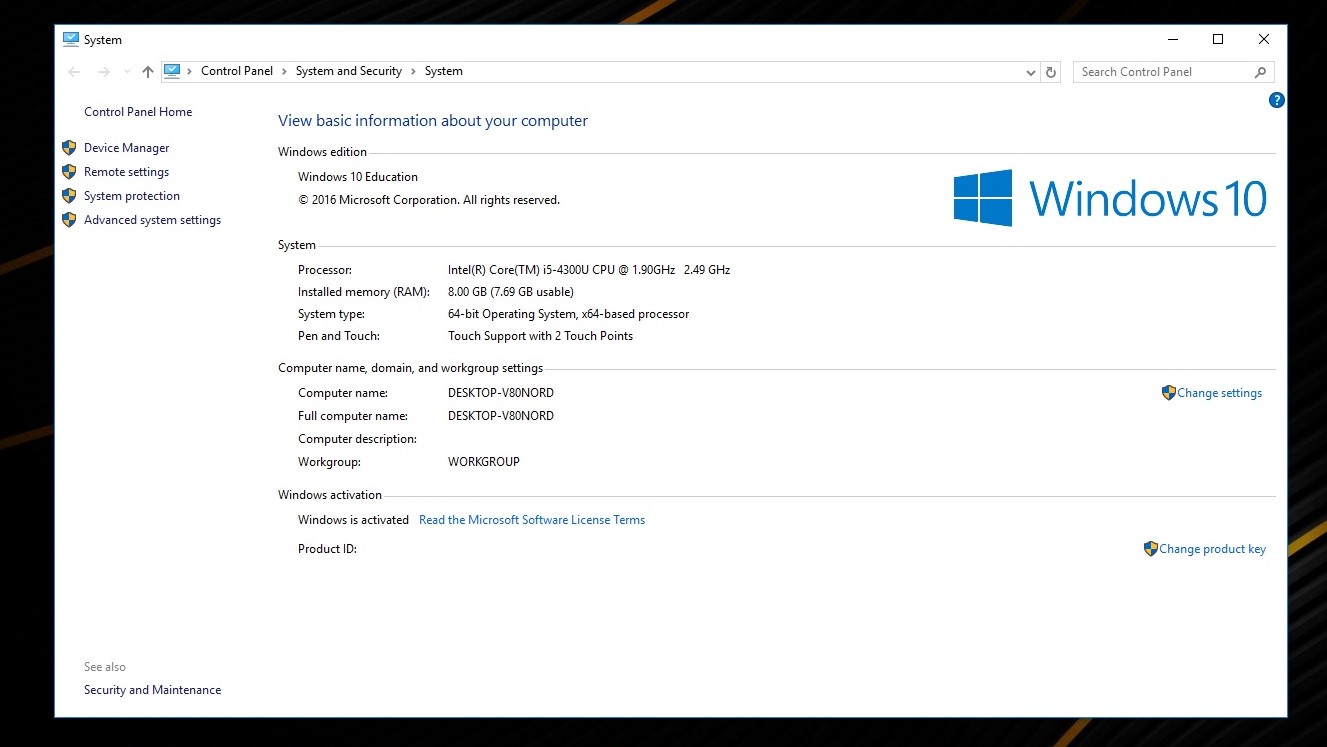 System
Control Panel > System and Security > System
Search Control Panel
?
Control Panel Home
Device Manager
Remote settings
System protection
Advanced system settings
View basic information about your computer
Windows edition
Windows 10 Education
© 2016 Microsoft Corporation. All rights reserved.
Windows 10
System
Processor: Intel(R) Core(TM) i5-4300U CPU @ 1.90GHz 2.49 GHz
Installed memory (RAM): 8.00 GB (7.69 GB usable)
System type: 64-bit Operating System, x64-based processor
Pen and Touch: Touch Support with 2 Touch Points
Computer name, domain, and workgroup settings
Computer name: DESKTOP-V80NORD
Change settings
Full computer name: DESKTOP-V80NORD
Computer description:
Workgroup: WORKGROUP
Windows activation
Windows is activated Read the Microsoft Software License Terms
Product ID:
Change product key
See also
Security and Maintenance